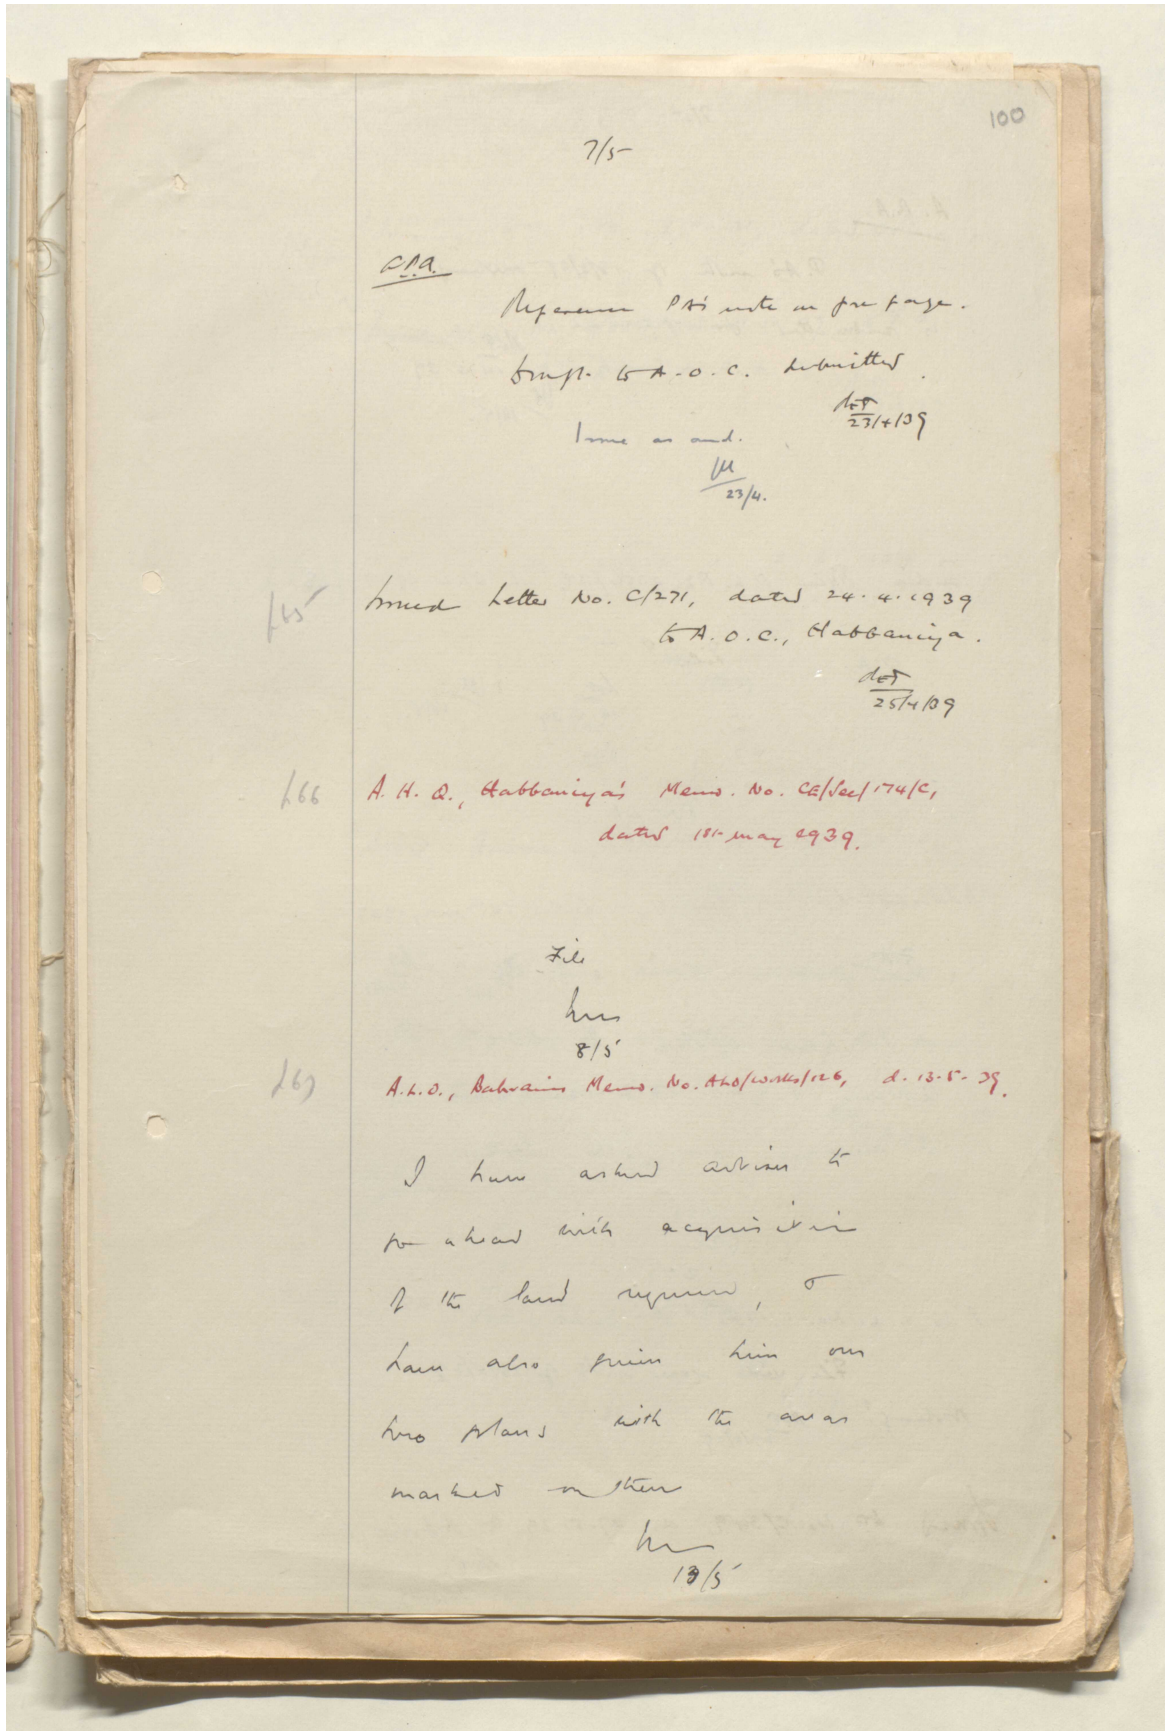 100
7/5
A.P.A.
Reference P.A's note on pre page.
Draft to A.O.C. submitted.
23/4/39
Issue as amd.
23/4.
f65
Issued Letter No. C/271, dated 24.4.1939
to A.O.C., Habbaniya.
25/4/39
f66
A.H.Q., Habbaniya's Memo. No. CE/Sec/174/C,
dated 1st May 1939.
File
8/5
f67
A.L.O., Bahrain's Memo. No. ALO/Works/126, d. 13-5-39.
I have asked Adviser to
go ahead with acquisition
of the land required, &
have also given him our
two plans with the areas
marked on them
13/5